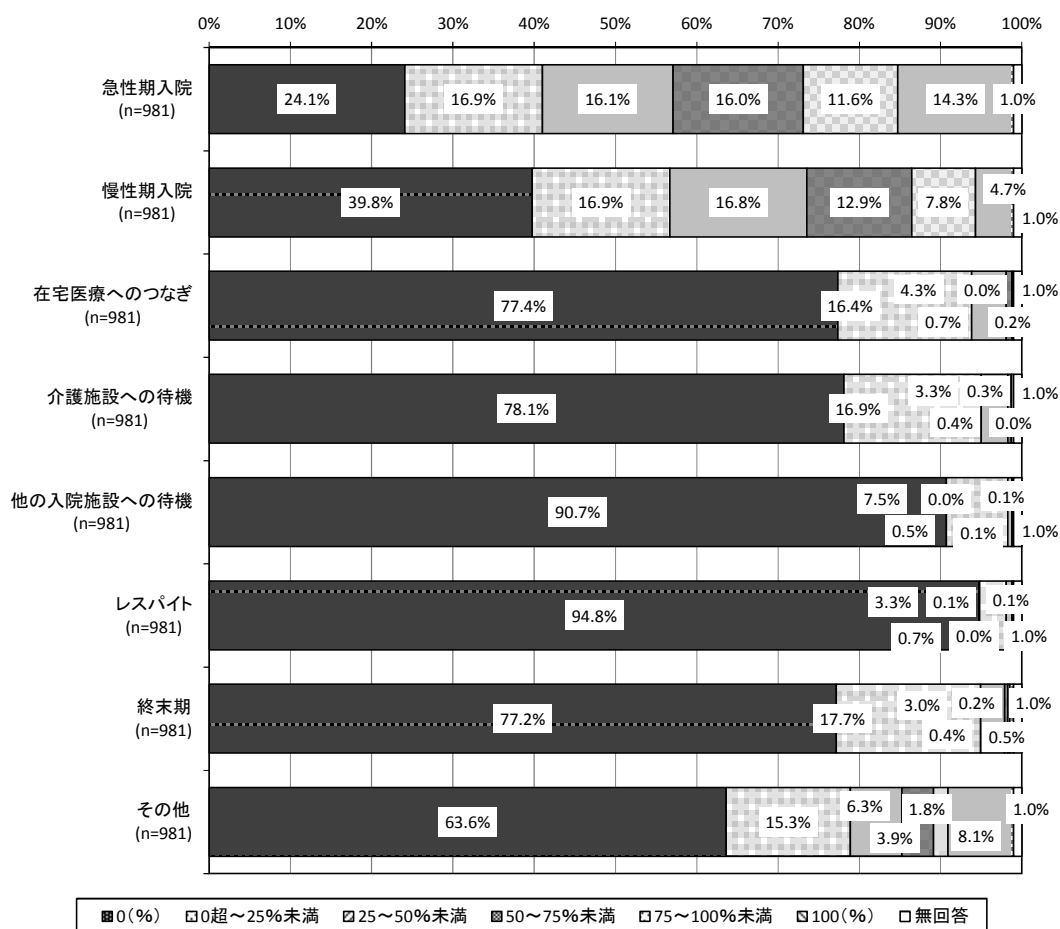 0% 10% 20% 30% 40% 50% 60% 70% 80% 90% 100%
急性期入院
(n=981)
24.1% 16.9% 16.1% 16.0% 11.6% 14.3% 1.0%
慢性期入院
(n=981)
39.8% 16.9% 16.8% 12.9% 7.8% 4.7% 1.0%
在宅医療へのつなぎ
(n=981)
77.4% 16.4% 4.3% 0.7% 0.0% 0.2% 1.0%
介護施設への待機
(n=981)
78.1% 16.9% 3.3% 0.4% 0.3% 0.0% 1.0%
他の入院施設への待機
(n=981)
90.7% 7.5% 0.5% 0.0% 0.1% 0.1% 1.0%
レスパイト
(n=981)
94.8% 3.3% 0.7% 0.1% 0.0% 0.1% 1.0%
終末期
(n=981)
77.2% 17.7% 3.0% 0.4% 0.2% 0.5% 1.0%
その他
(n=981)
63.6% 15.3% 6.3% 3.9% 1.8% 8.1% 1.0%
0(%) 0超～25%未満 25～50%未満 50～75%未満 75～100%未満 100(%) 無回答